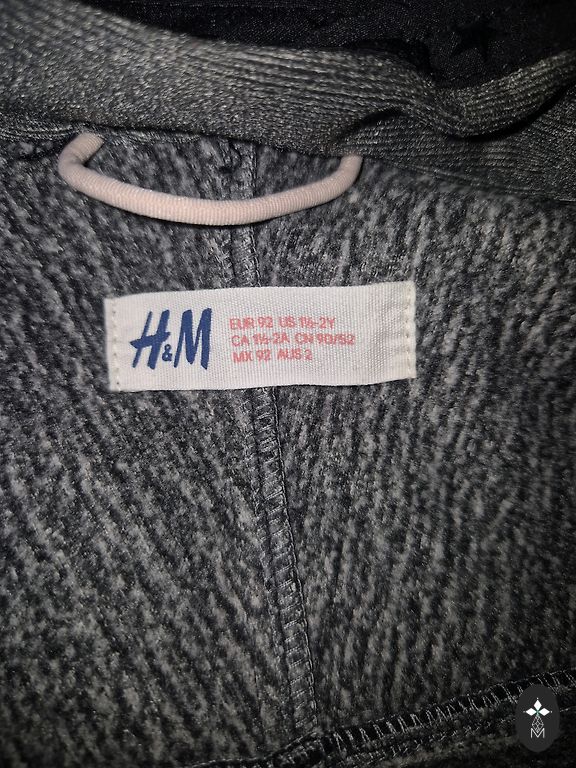 H&M
EUR 92 US 1½-2Y
CA 1½-2A CN 90/52
MX 92 AUS 2